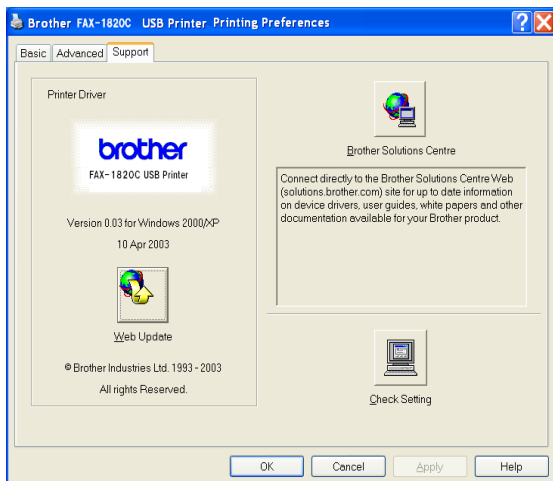 Brother FAX-1820C USB Printer Printing Preferences
Basic Advanced Support
Printer Driver
brother
FAX-1820C USB Printer
Version 0.03 for Windows 2000/XP
10 Apr 2003
Web Update
© Brother Industries Ltd. 1993 - 2003
All rights Reserved.
Brother Solutions Centre
Connect directly to the Brother Solutions Centre Web
(solutions.brother.com) site for up to date information
on device drivers, user guides, white papers and other
documentation available for your Brother product.
Check Setting
OK Cancel Apply Help